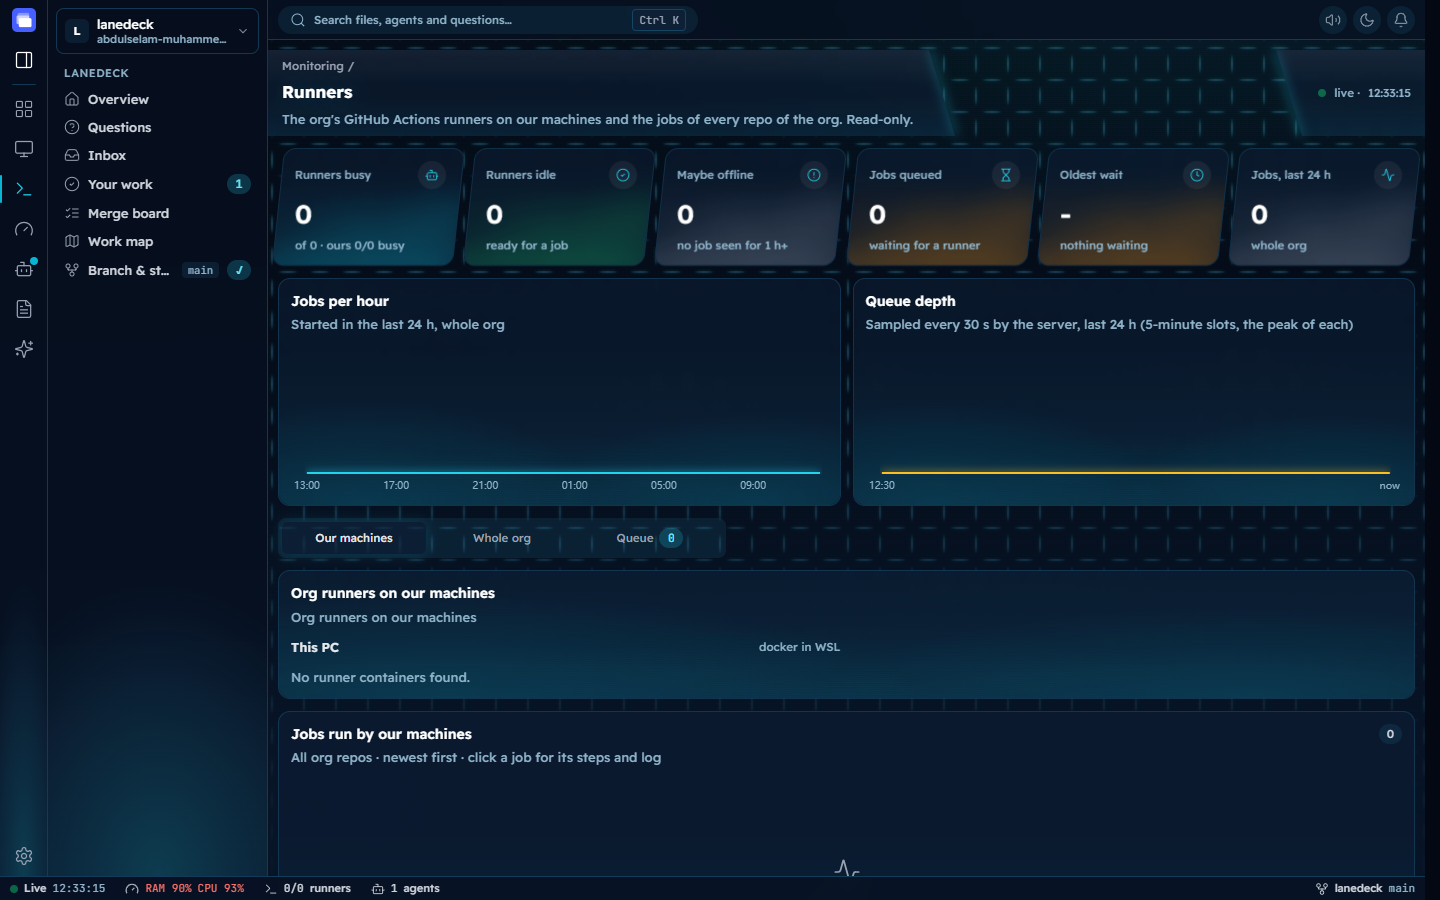 Search files, agents and questions...
Ctrl K
L
lanedeck
abdulselam-muhamme...
LANEDECK
Overview
Questions
Inbox
Your work
1
Merge board
Work map
Branch & st...
main
Monitoring /
Runners
The org's GitHub Actions runners on our machines and the jobs of every repo of the org. Read-only.
live · 12:33:15
Runners busy
0
of 0 · ours 0/0 busy
Runners idle
0
ready for a job
Maybe offline
0
no job seen for 1 h+
Jobs queued
0
waiting for a runner
Oldest wait
-
nothing waiting
Jobs, last 24 h
0
whole org
Jobs per hour
Started in the last 24 h, whole org
13:00 17:00 21:00 01:00 05:00 09:00
Queue depth
Sampled every 30 s by the server, last 24 h (5-minute slots, the peak of each)
12:30 now
Our machines
Whole org
Queue 0
Org runners on our machines
Org runners on our machines
This PC
docker in WSL
No runner containers found.
Jobs run by our machines
0
All org repos · newest first · click a job for its steps and log
Live 12:33:15
RAM 90% CPU 93%
0/0 runners
1 agents
lanedeck main